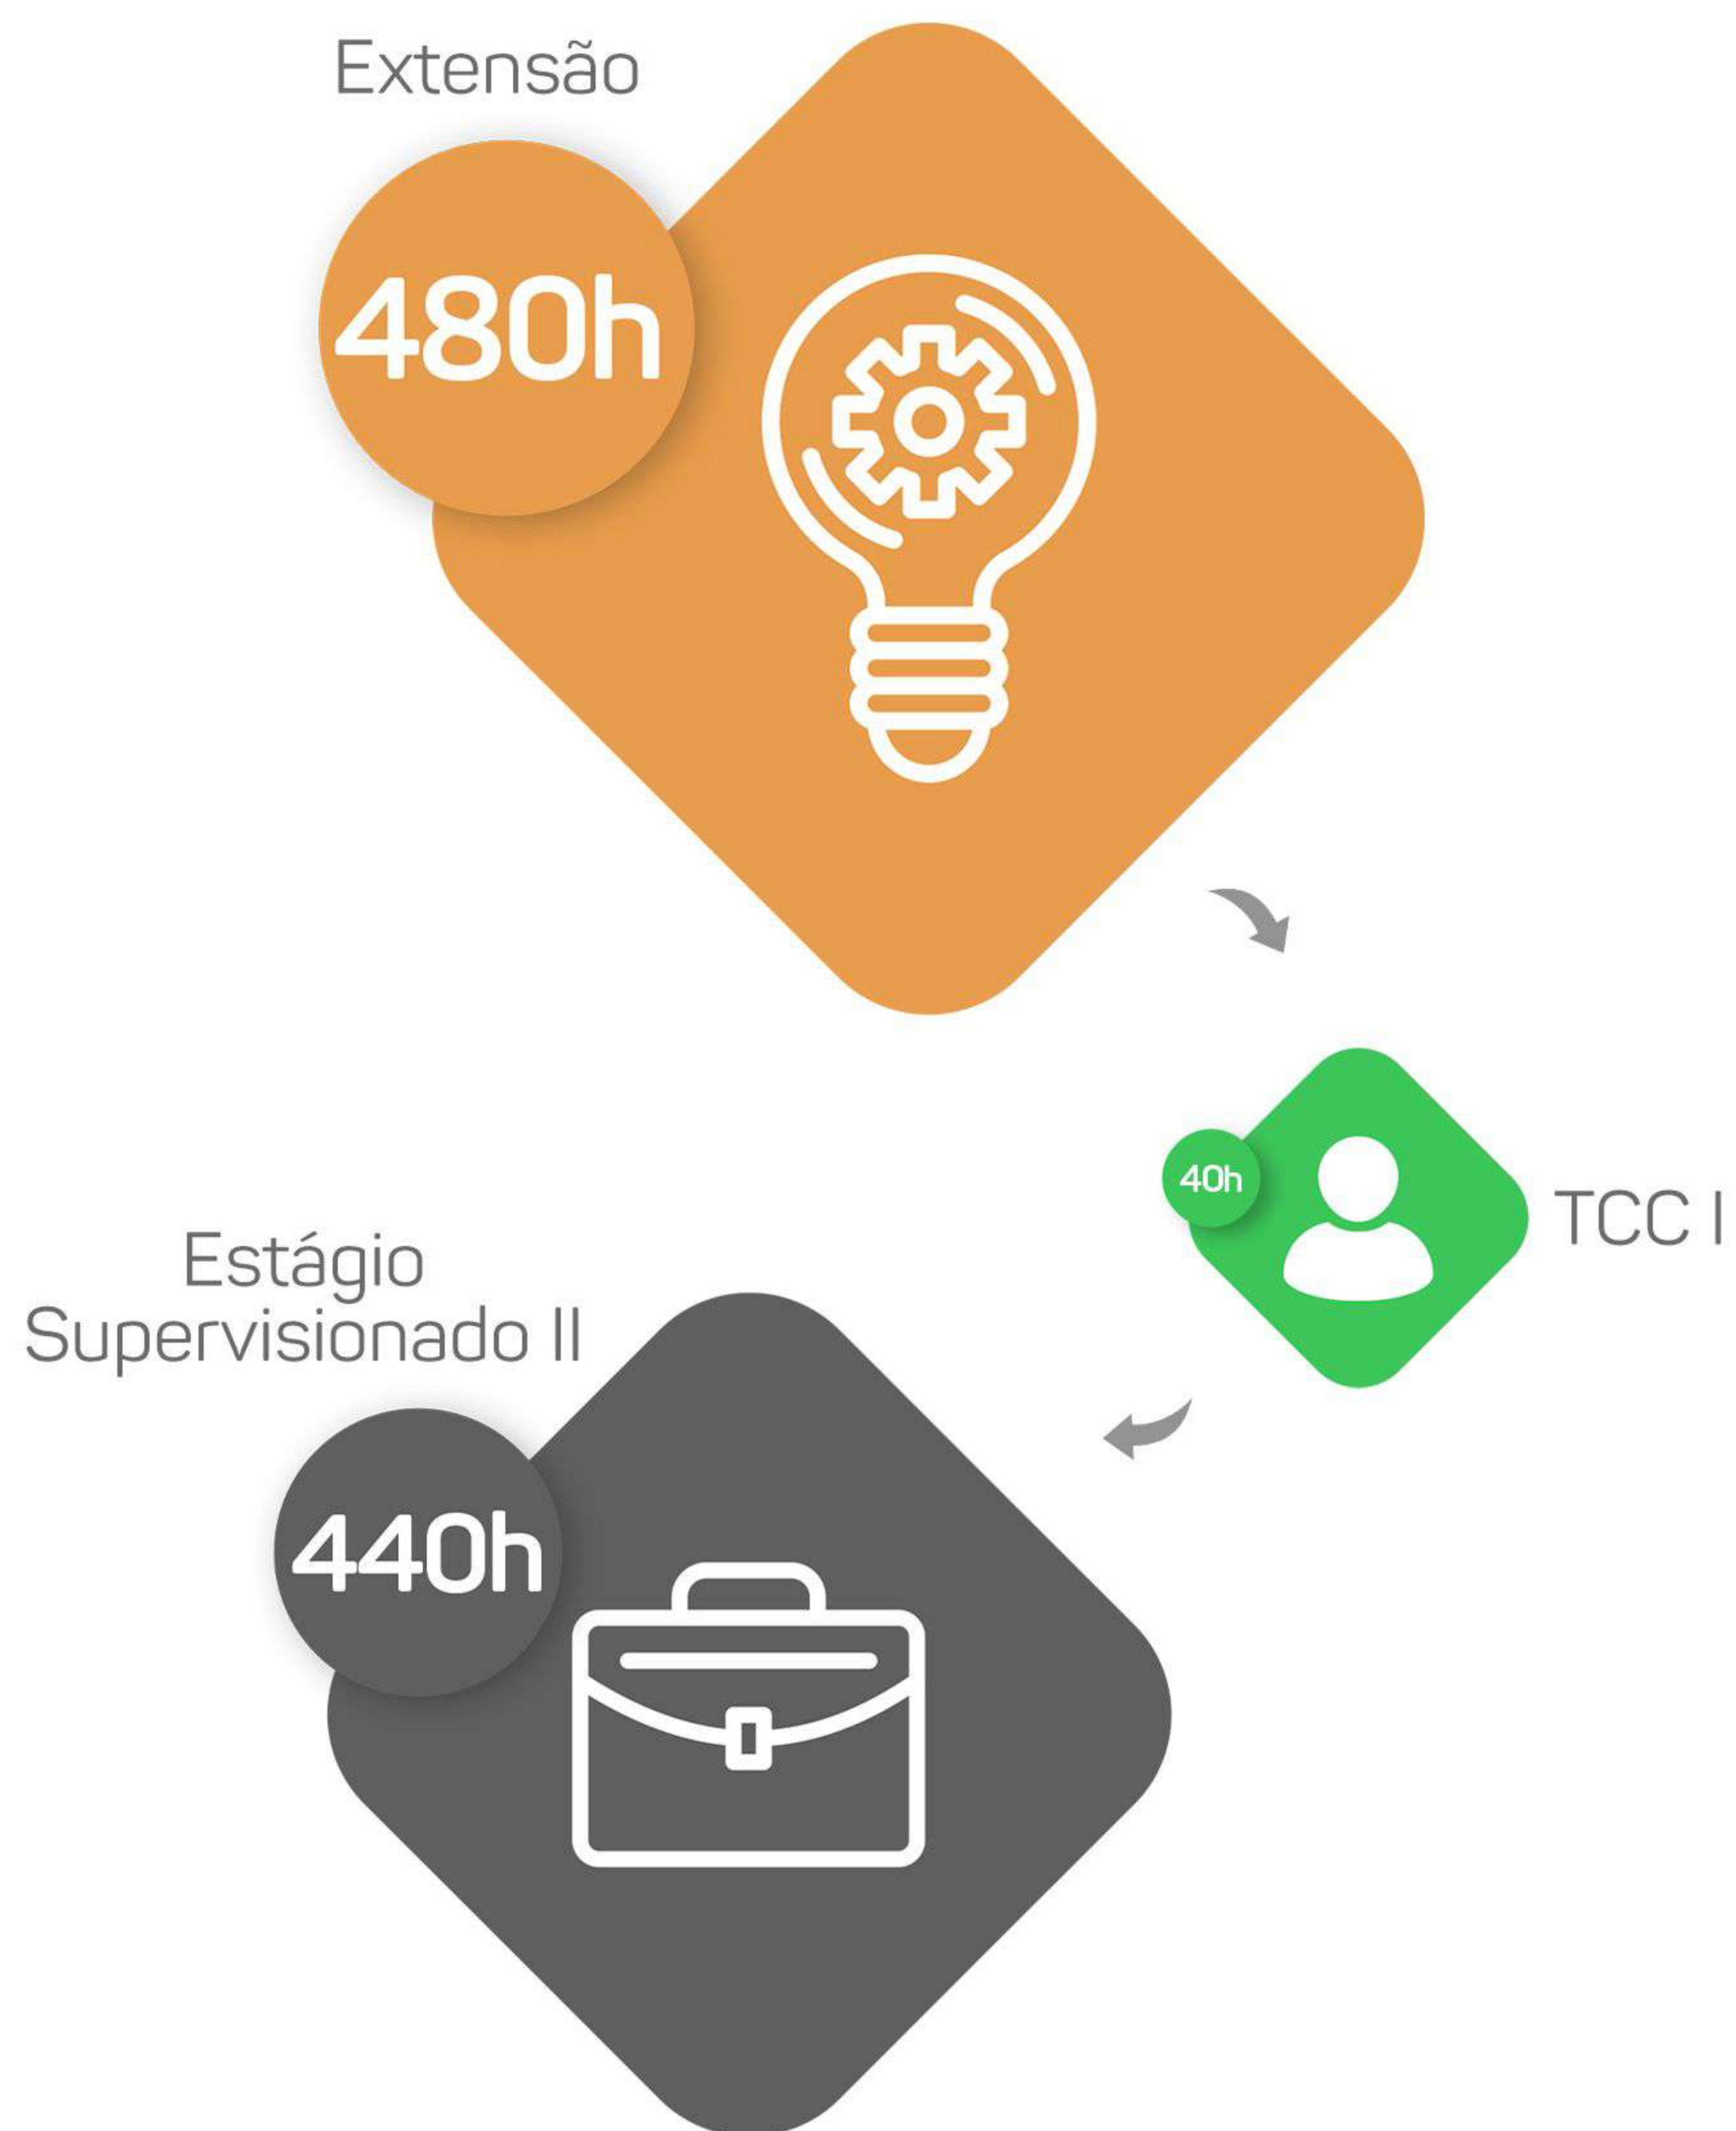 Extensão
480h
40h
TCC I
Estágio
Supervisionado II
440h